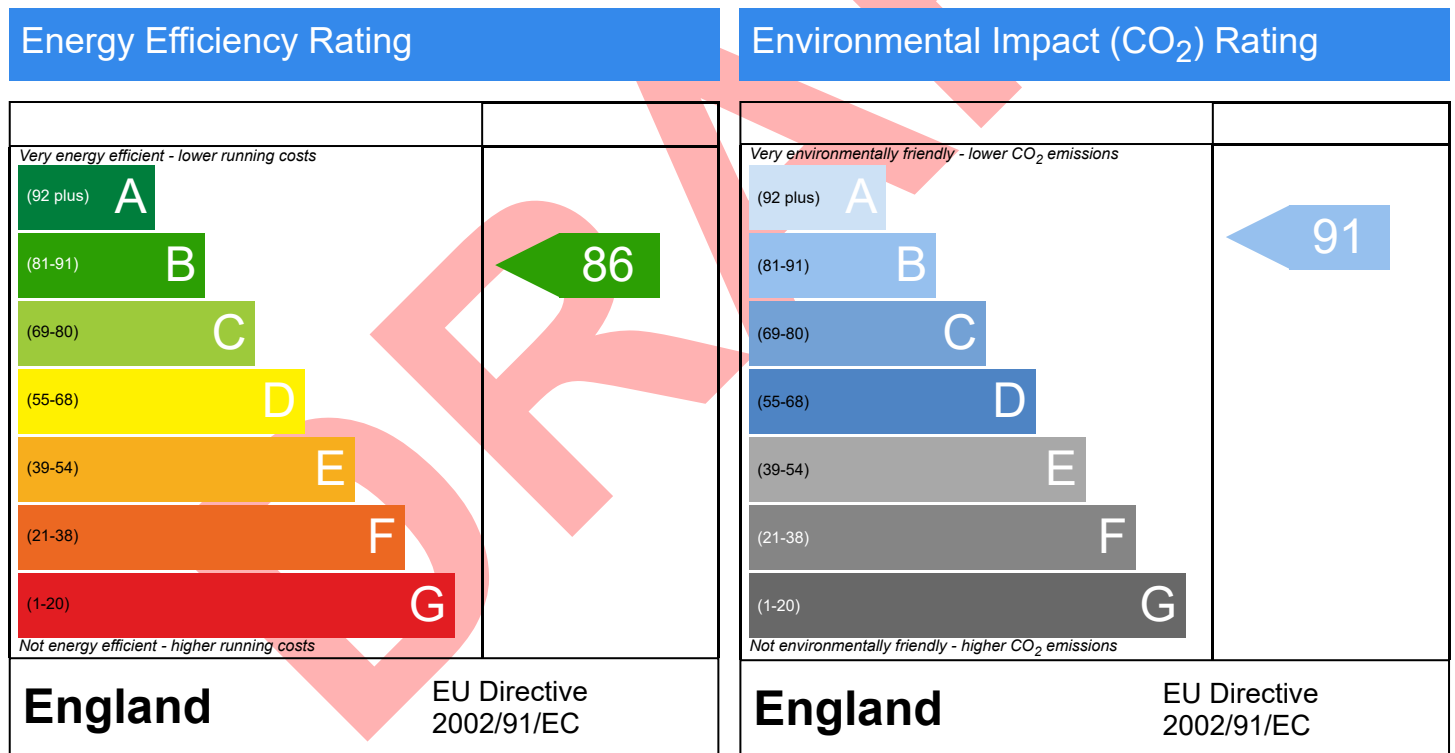 Energy Efficiency Rating
Very energy efficient - lower running costs
(92 plus) A
(81-91) B
(69-80) C
(55-68) D
(39-54) E
(21-38) F
(1-20) G
Not energy efficient - higher running costs
86
England
EU Directive
2002/91/EC
Environmental Impact (CO₂) Rating
Very environmentally friendly - lower CO₂ emissions
(92 plus) A
(81-91) B
(69-80) C
(55-68) D
(39-54) E
(21-38) F
(1-20) G
Not environmentally friendly - higher CO₂ emissions
91
England
EU Directive
2002/91/EC